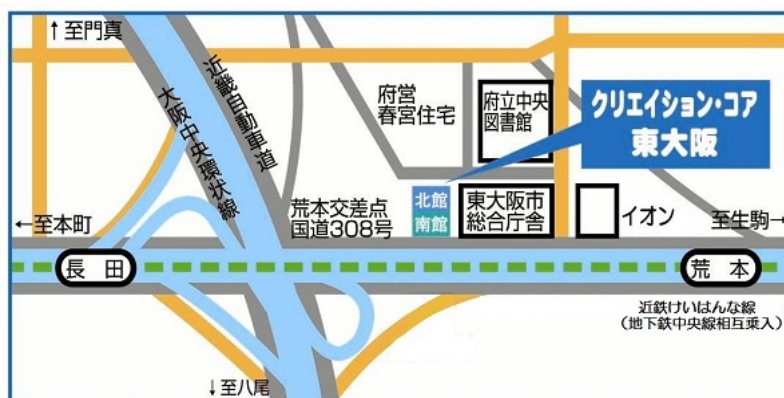 ↑至門真
近畿自動車道
大阪中央環状線
府営
春宮住宅
府立中央
図書館
クリエイション・コア
東大阪
荒本交差点
国道308号
北館
南館
東大阪市
総合庁舎
イオン
←至本町
至生駒→
長田
荒本
近鉄けいはんな線
（地下鉄中央線相互乗入）
↓至八尾